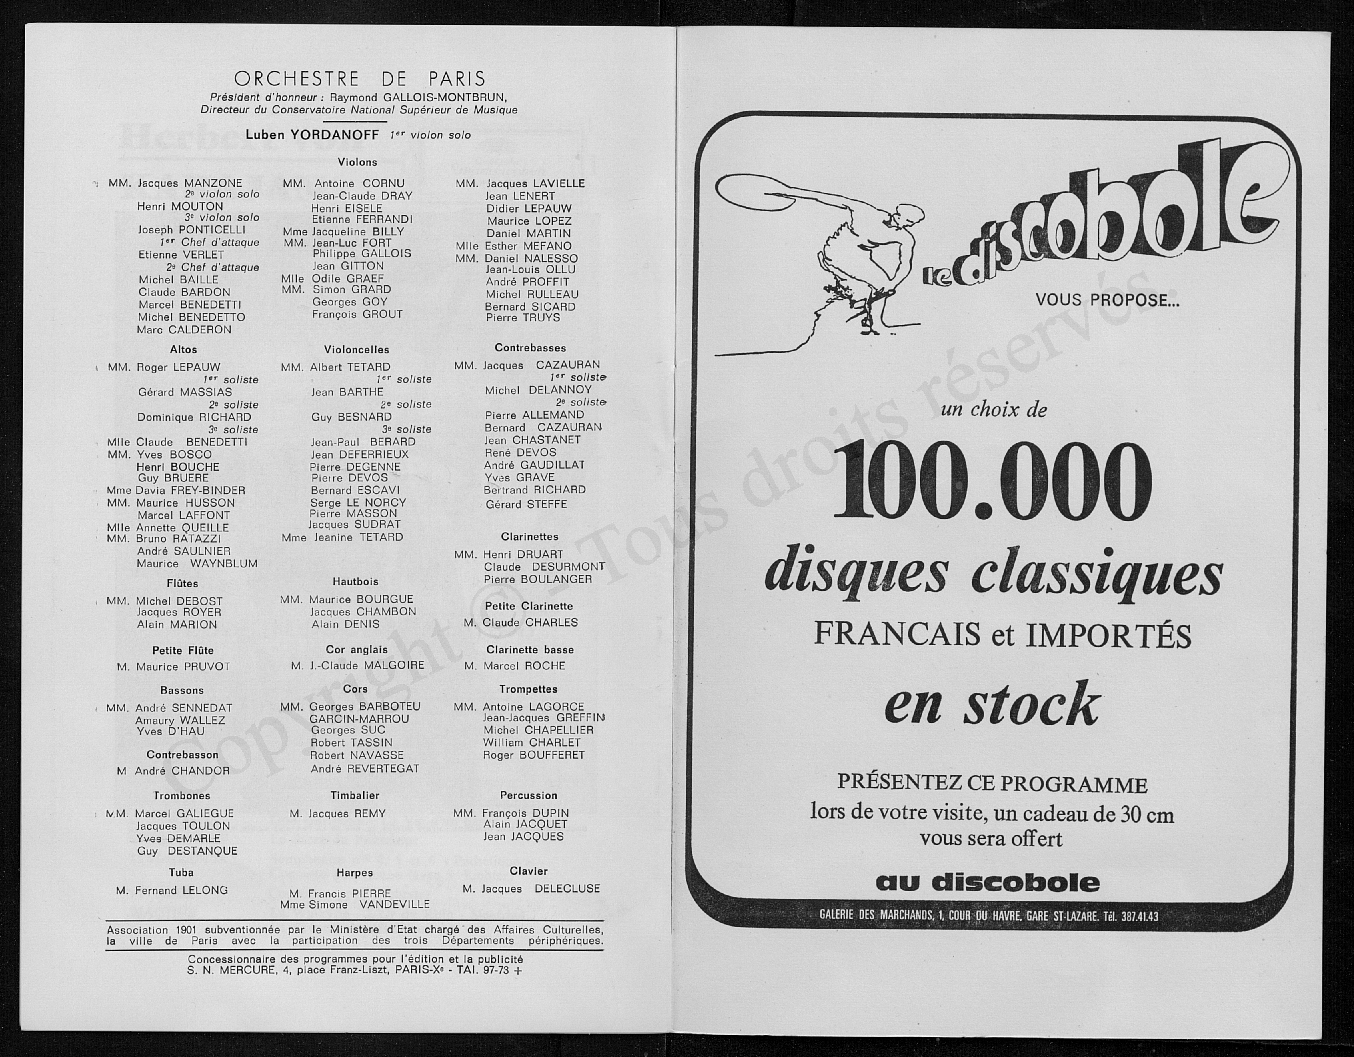 ORCHESTRE DE PARIS
Président d'honneur : Raymond GALLOIS-MONTBRUN,
Directeur du Conservatoire National Supérieur de Musique
Luben YORDANOFF 1er violon solo
Violons
MM. Jacques MANZONE
2e violon solo
Henri MOUTON
3e violon solo
Joseph PONTICELLI
1er Chef d'attaque
Etienne VERLET
2e Chef d'attaque
Michel BAILLE
Claude BARDON
Marcel BENEDETTI
Michel BENEDETTO
Marc CALDERON
MM. Antoine CORNU
Jean-Claude DRAY
Henri EISELE
Etienne FERRANDI
Mme Jacqueline BILLY
MM. Jean-Luc FORT
Philippe GALLOIS
Jean GITTON
Mlle Odile GRAEF
MM. Simon GRARD
Georges GOY
François GROUT
MM. Jacques LAVIELLE
Jean LENERT
Didier LEPAUW
Maurice LOPEZ
Daniel MARTIN
Mlle Esther MEFANO
MM. Daniel NALESSO
Jean-Louis OLLU
André PROFFIT
Michel RULLEAU
Bernard SICARD
Pierre TRUYS
Altos
MM. Roger LEPAUW
1er soliste
Gérard MASSIAS
2e soliste
Dominique RICHARD
3e soliste
Mlle Claude BENEDETTI
MM. Yves BOSCO
Henri BOUCHE
Guy BRUERE
Mme Davia FREY-BINDER
MM. Maurice HUSSON
Marcel LAFFONT
Mlle Annette QUEILLE
MM. Bruno RATAZZI
André SAULNIER
Maurice WAYNBLUM
Violoncelles
MM. Albert TETARD
1er soliste
Jean BARTHE
2e soliste
Guy BESNARD
3e soliste
Jean-Paul BERARD
Jean DEFERRIEUX
Pierre DEGENNE
Pierre DEVOS
Bernard ESCAVI
Serge LE NORCY
Pierre MASSON
Jacques SUDRAT
Mme Jeanine TETARD
Contrebasses
MM. Jacques CAZAURAN
1er soliste
Michel DELANNOY
2e soliste
Pierre ALLEMAND
Bernard CAZAURAN
Jean CHASTANET
René DEVOS
André GAUDILLAT
Yves GRAVE
Bertrand RICHARD
Gérard STEFFE
Clarinettes
MM. Henri DRUART
Claude DESURMONT
Pierre BOULANGER
Flûtes
MM. Michel DEBOST
Jacques ROYER
Alain MARION
Hautbois
MM. Maurice BOURGUE
Jacques CHAMBON
Alain DENIS
Petite Clarinette
M. Claude CHARLES
Petite Flûte
M. Maurice PRUVOT
Cor anglais
M. J.-Claude MALGOIRE
Clarinette basse
M. Marcel ROCHE
Bassons
MM. André SENNEDAT
Amaury WALLEZ
Yves D'HAU
Cors
MM. Georges BARBOTEU
GARCIN-MARROU
Georges SUC
Robert TASSIN
Robert NAVASSE
André REVERTEGAT
Trompettes
MM. Antoine LAGORCE
Jean-Jacques GREFFIN
Michel CHAPELLIER
William CHARLET
Roger BOUFFERET
Contrebasson
M André CHANDOR
Trombones
MM. Marcel GALIEGUE
Jacques TOULON
Yves DEMARLE
Guy DESTANQUE
Timbalier
M. Jacques REMY
Percussion
MM. François DUPIN
Alain JACQUET
Jean JACQUES
Tuba
M. Fernand LELONG
Harpes
M. Francis PIERRE
Mme Simone VANDEVILLE
Clavier
M. Jacques DELECLUSE
Association 1901 subventionnée par le Ministère d'Etat chargé des Affaires Culturelles,
la ville de Paris avec la participation des trois Départements périphériques.
Concessionnaire des programmes pour l'édition et la publicité
S. N. MERCURE, 4, place Franz-Liszt, PARIS-Xe - TAI. 97-73 +
le discobole
VOUS PROPOSE...
un choix de
100.000
disques classiques
FRANCAIS et IMPORTÉS
en stock
PRÉSENTEZ CE PROGRAMME
lors de votre visite, un cadeau de 30 cm
vous sera offert
au discobole
GALERIE DES MARCHANDS, 1, COUR DU HAVRE, GARE ST-LAZARE. Tél. 387.41.43
Copyright © - Tous droits réservés.